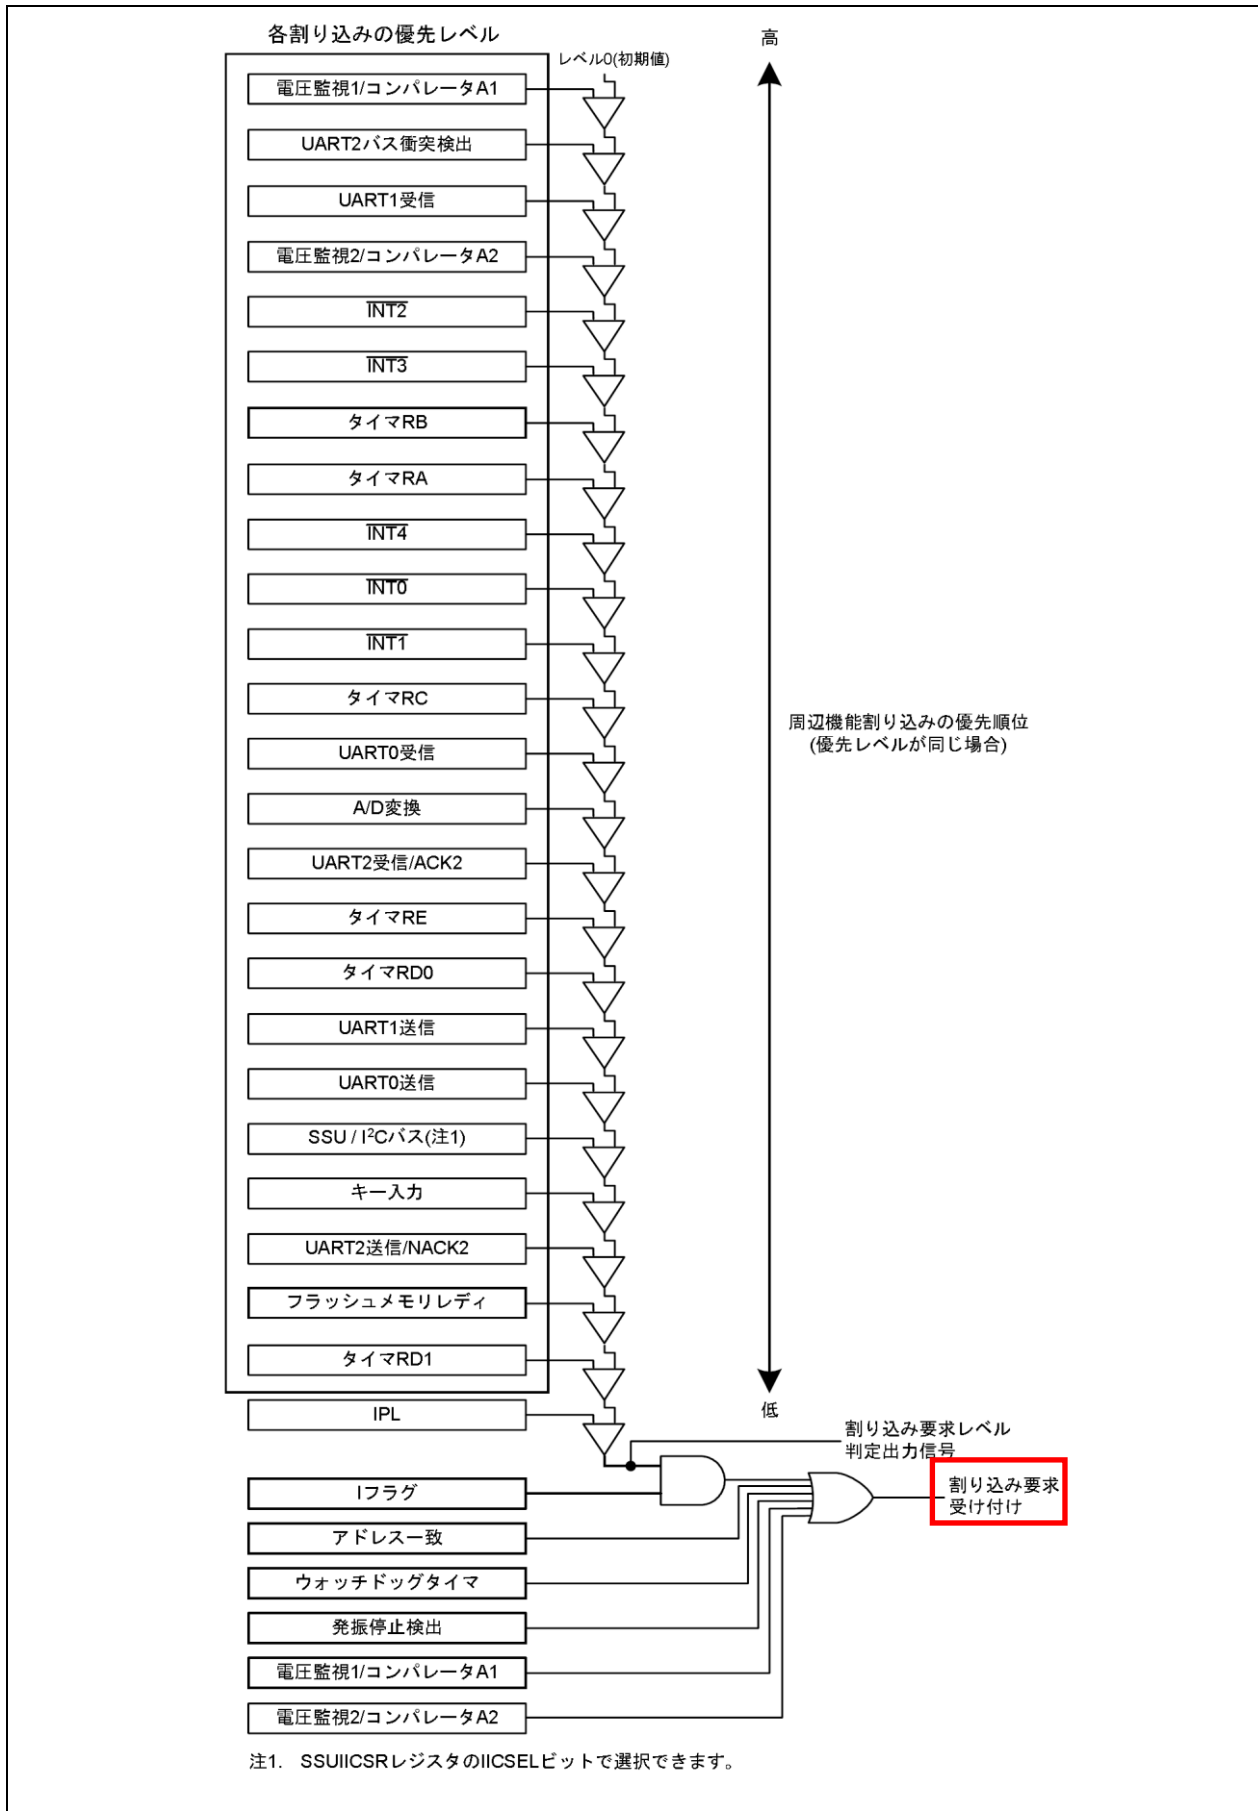 各割り込みの優先レベル
レベル0(初期値)
高
電圧監視1/コンパレータA1
UART2バス衝突検出
UART1受信
電圧監視2/コンパレータA2
INT2
INT3
タイマRB
タイマRA
INT4
INT0
INT1
タイマRC
周辺機能割り込みの優先順位
(優先レベルが同じ場合)
UART0受信
A/D変換
UART2受信/ACK2
タイマRE
タイマRD0
UART1送信
UART0送信
SSU / I²Cバス(注1)
キー入力
UART2送信/NACK2
フラッシュメモリレディ
タイマRD1
低
IPL
割り込み要求レベル
判定出力信号
割り込み要求
受け付け
Iフラグ
アドレス一致
ウォッチドッグタイマ
発振停止検出
電圧監視1/コンパレータA1
電圧監視2/コンパレータA2
注1. SSUIICSRレジスタのIICSELビットで選択できます。